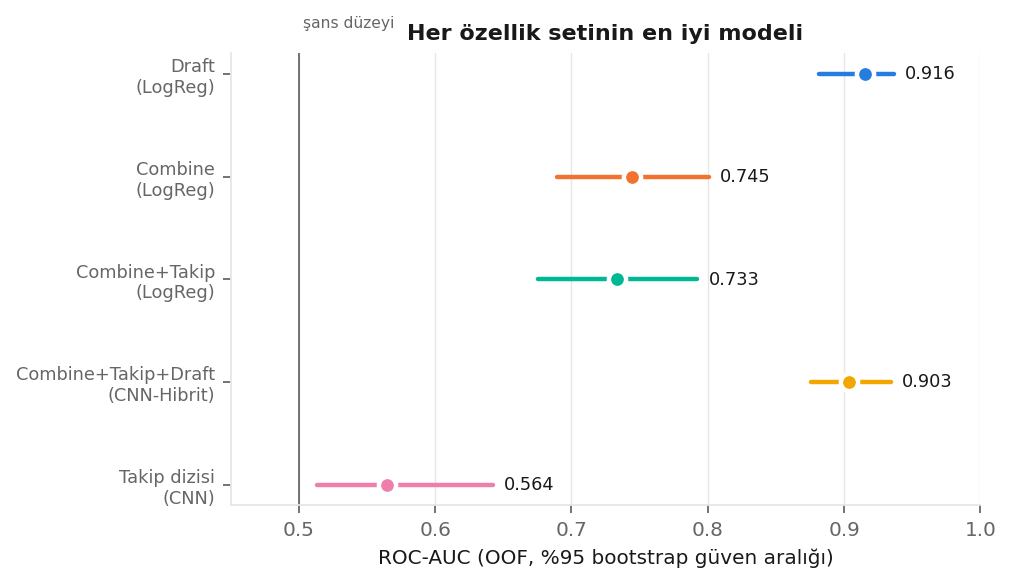 şans düzeyi
Her özellik setinin en iyi modeli
Draft
(LogReg)
0.916
Combine
(LogReg)
0.745
Combine+Takip
(LogReg)
0.733
Combine+Takip+Draft
(CNN-Hibrit)
0.903
Takip dizisi
(CNN)
0.564
0.5
0.6
0.7
0.8
0.9
1.0
ROC-AUC (OOF, %95 bootstrap güven aralığı)